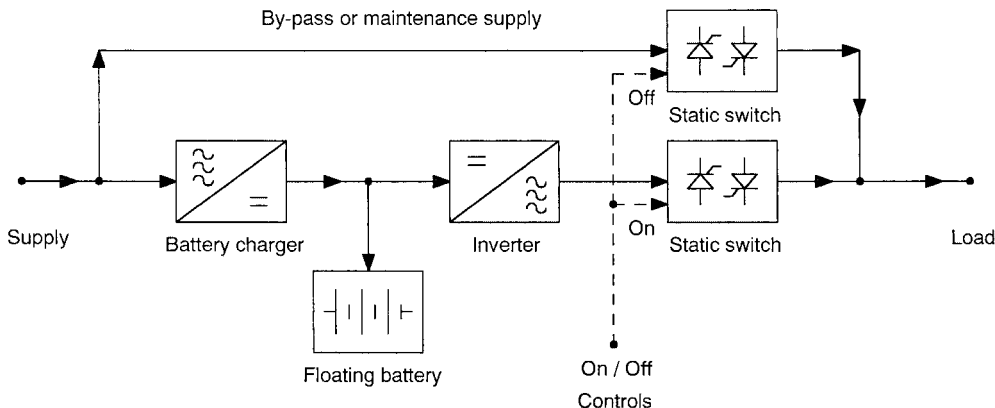 By-pass or maintenance supply
Off
Static switch
Supply
Battery charger
Inverter
On
Static switch
Load
Floating battery
On / Off
Controls